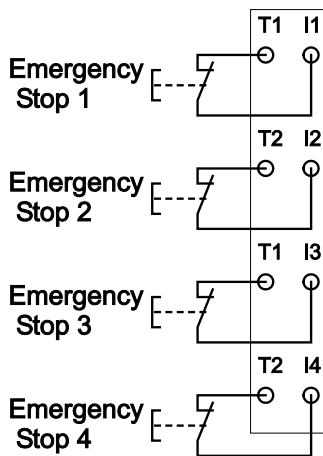 T1 I1
Emergency
Stop 1
T2 I2
Emergency
Stop 2
T1 I3
Emergency
Stop 3
T2 I4
Emergency
Stop 4